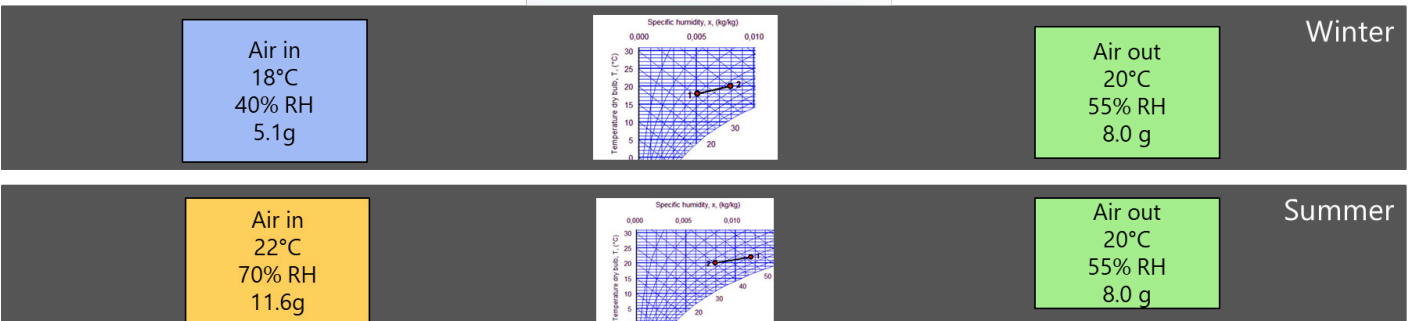 Winter
Air in
18°C
40% RH
5.1g
Specific humidity, x, (kg/kg)
0,000 0,005 0,010
Temperature dry bulb, T, (°C)
30
25
20
15
10
5
0
1 2
30
20
Air out
20°C
55% RH
8.0 g
Summer
Air in
22°C
70% RH
11.6g
Specific humidity, x, (kg/kg)
0,000 0,005 0,010
Temperature dry bulb, T, (°C)
30
25
20
15
10
5
2 1
50
40
30
20
Air out
20°C
55% RH
8.0 g